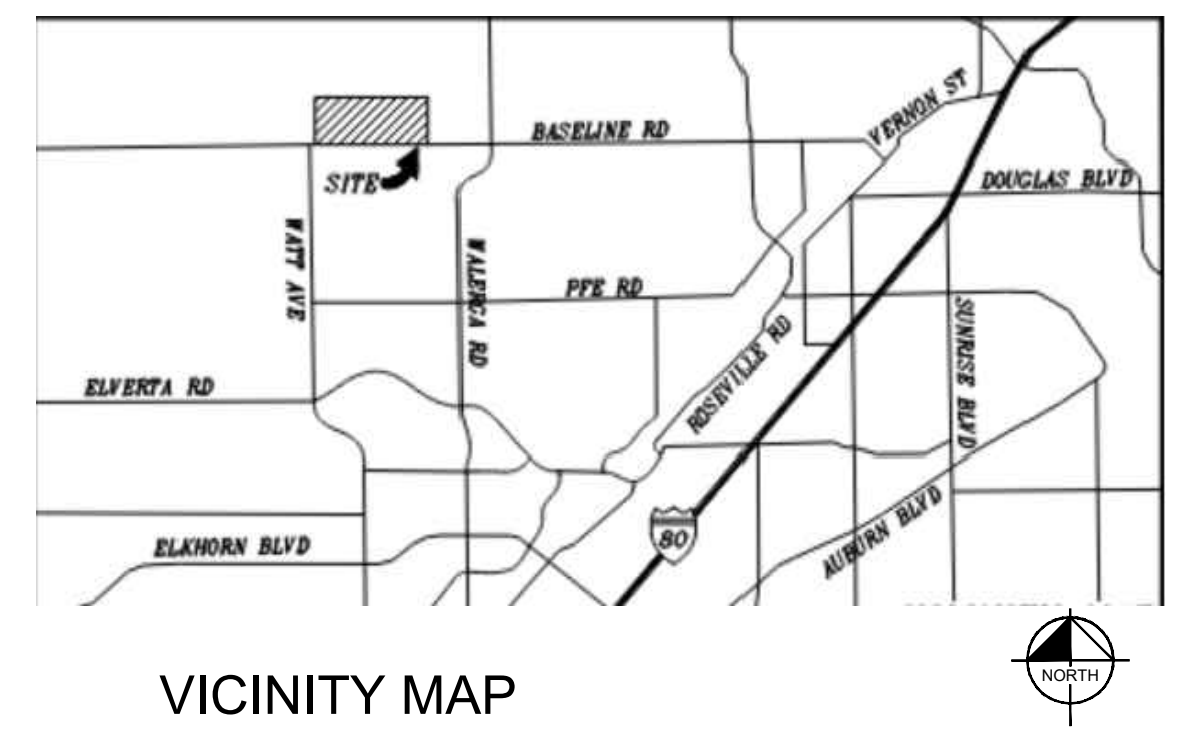 VERNON ST
BASELINE RD
SITE
DOUGLAS BLVD
WATT AVE
WALERGA RD
PFE RD
ROSEVILLE RD
SUNRISE BLVD
ELVERTA RD
80
ELKHORN BLVD
AUBURN BLVD
VICINITY MAP
NORTH